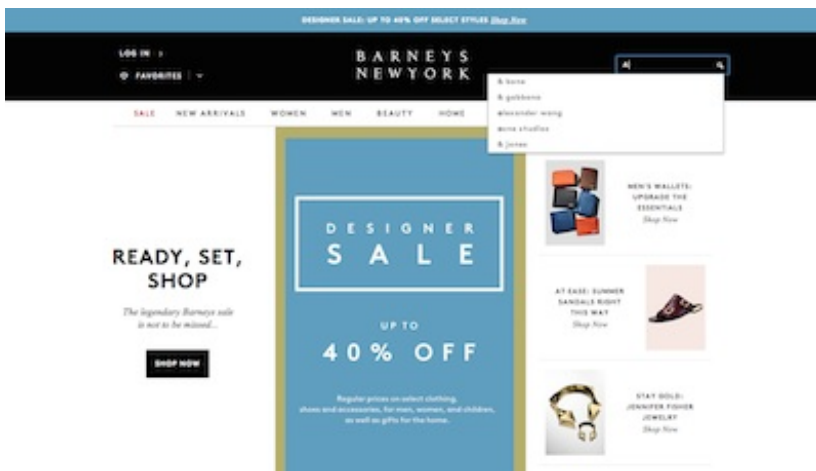 DESIGNER SALE: UP TO 40% OFF SELECT STYLES Shop Now
LOG IN
FAVORITES
BARNEYS
NEWYORK
& gabbana
alexander wang
acne studios
& jones
SALE NEW ARRIVALS WOMEN MEN BEAUTY HOME
READY, SET,
SHOP
The legendary Barneys sale
is not to be missed...
SHOP NOW
DESIGNER
SALE
UP TO
40% OFF
Regular prices on select clothing,
shoes and accessories, for men, women, and children,
as well as gifts for the home.
MEN'S WALLETS:
UPGRADE THE
ESSENTIALS
Shop Now
AT EASE: SUMMER
SANDALS RIGHT
THIS WAY
Shop Now
STAY GOLD:
JENNIFER FISHER
JEWELRY
Shop Now